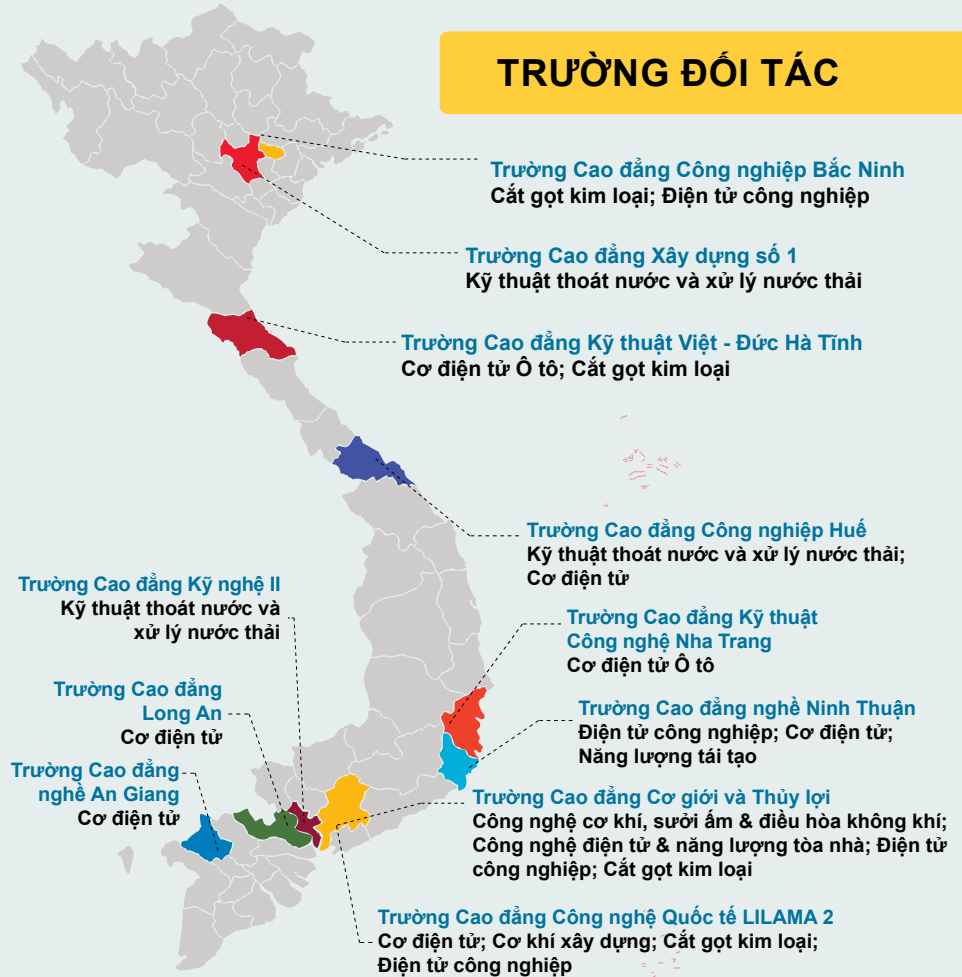 TRƯỜNG ĐỐI TÁC
Trường Cao đẳng Công nghiệp Bắc Ninh
Cắt gọt kim loại; Điện tử công nghiệp
Trường Cao đẳng Xây dựng số 1
Kỹ thuật thoát nước và xử lý nước thải
Trường Cao đẳng Kỹ thuật Việt - Đức Hà Tĩnh
Cơ điện tử Ô tô; Cắt gọt kim loại
Trường Cao đẳng Công nghiệp Huế
Kỹ thuật thoát nước và xử lý nước thải;
Cơ điện tử
Trường Cao đẳng Kỹ nghệ II
Kỹ thuật thoát nước và
xử lý nước thải
Trường Cao đẳng Kỹ thuật
Công nghệ Nha Trang
Cơ điện tử Ô tô
Trường Cao đẳng
Long An
Cơ điện tử
Trường Cao đẳng nghề Ninh Thuận
Điện tử công nghiệp; Cơ điện tử;
Năng lượng tái tạo
Trường Cao đẳng
nghề An Giang
Cơ điện tử
Trường Cao đẳng Cơ giới và Thủy lợi
Công nghệ cơ khí, sưởi ấm & điều hòa không khí;
Công nghệ điện tử & năng lượng tòa nhà; Điện tử
công nghiệp; Cắt gọt kim loại
Trường Cao đẳng Công nghệ Quốc tế LILAMA 2
Cơ điện tử; Cơ khí xây dựng; Cắt gọt kim loại;
Điện tử công nghiệp